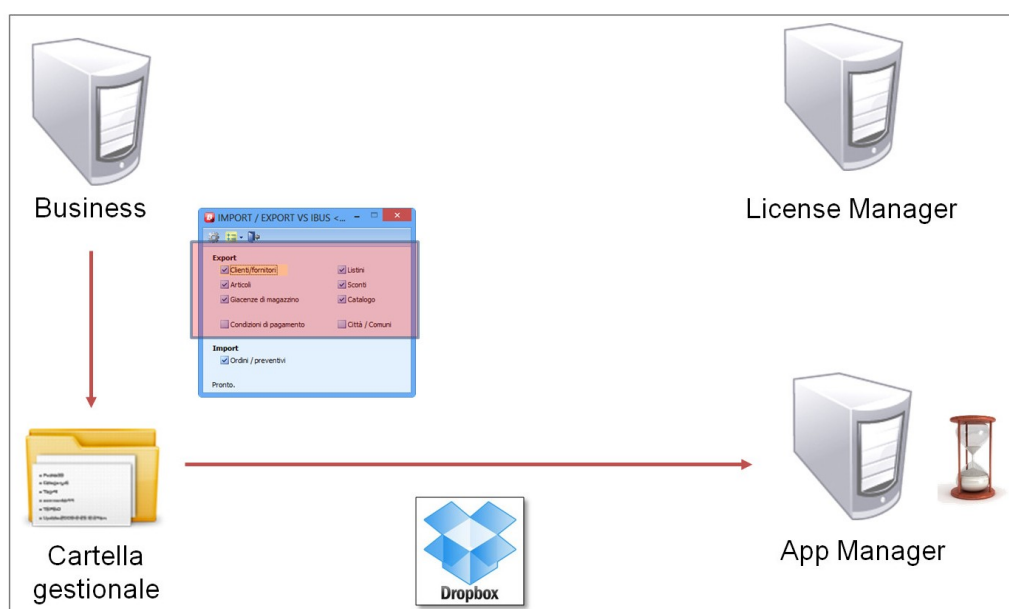 Business
License Manager
IMPORT / EXPORT VS IBUS <...
Export
Clienti/fornitori
Listini
Articoli
Sconti
Giacenze di magazzino
Catalogo
Condizioni di pagamento
Città / Comuni
Import
Ordini / preventivi
Pronto.
Cartella
gestionale
Dropbox
App Manager